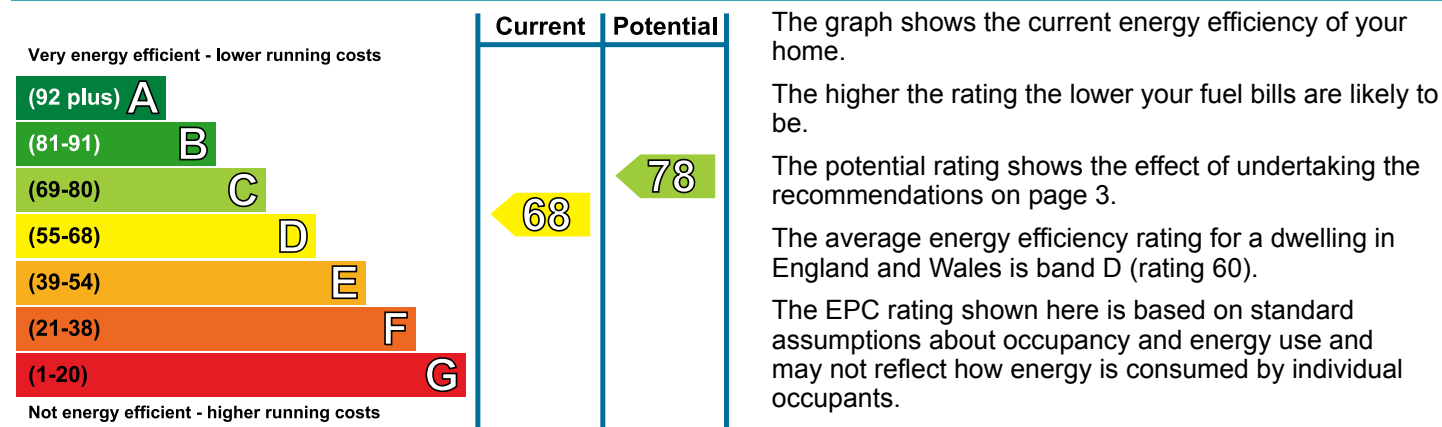 Current Potential
Very energy efficient - lower running costs
(92 plus) A
(81-91) B
(69-80) C
(55-68) D
(39-54) E
(21-38) F
(1-20) G
Not energy efficient - higher running costs
68
78
The graph shows the current energy efficiency of your
home.
The higher the rating the lower your fuel bills are likely to
be.
The potential rating shows the effect of undertaking the
recommendations on page 3.
The average energy efficiency rating for a dwelling in
England and Wales is band D (rating 60).
The EPC rating shown here is based on standard
assumptions about occupancy and energy use and
may not reflect how energy is consumed by individual
occupants.